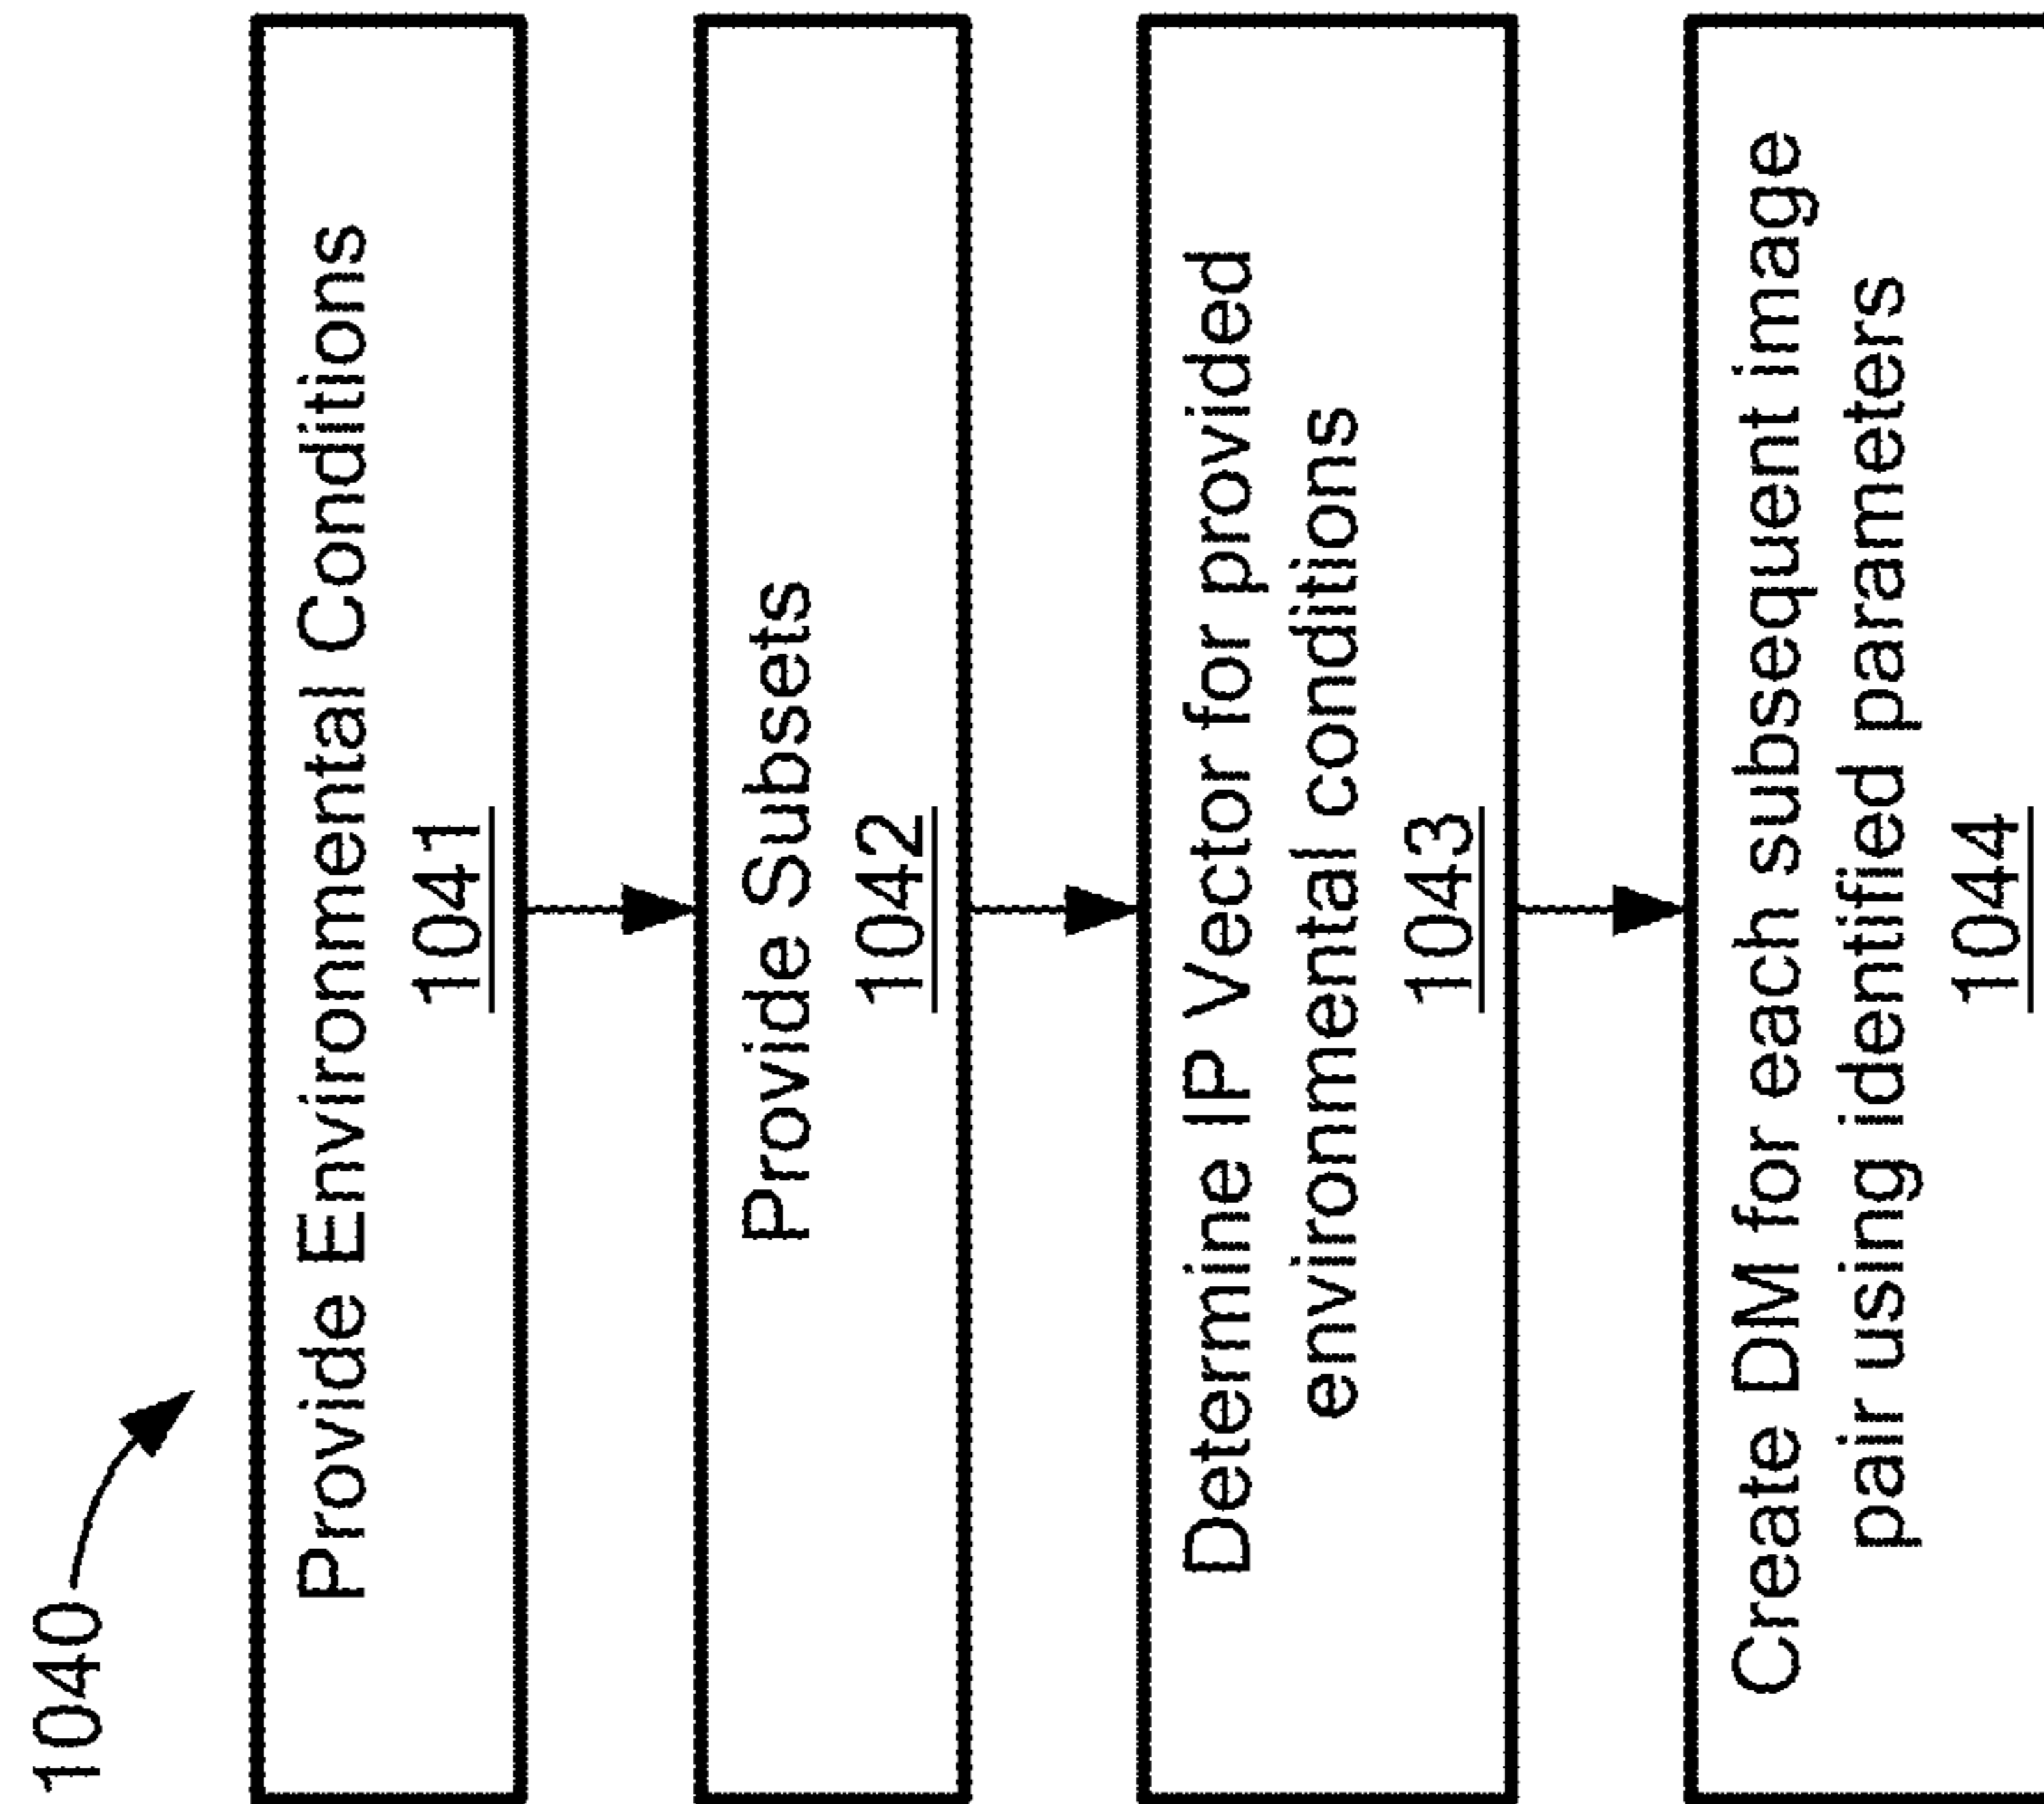 1040
Provide Environmental Conditions
1041
Provide Subsets
1042
Determine IP Vector for provided
environmental conditions
1043
Create DM for each subsequent image
pair using identified parameters
1044